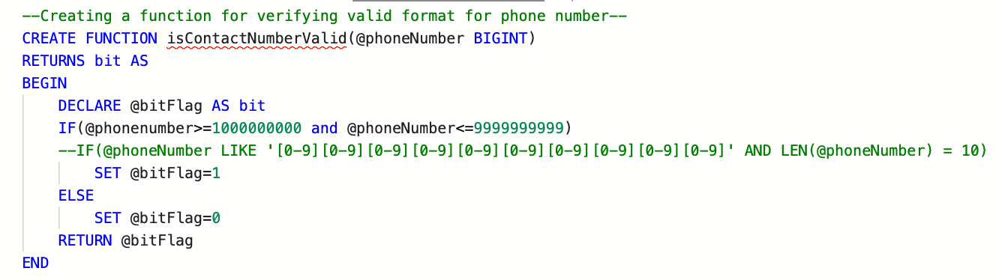 --Creating a function for verifying valid format for phone number--
CREATE FUNCTION isContactNumberValid(@phoneNumber BIGINT)
RETURNS bit AS
BEGIN
    DECLARE @bitFlag AS bit
    IF(@phonenumber>=1000000000 and @phoneNumber<=9999999999)
    --IF(@phoneNumber LIKE '[0-9][0-9][0-9][0-9][0-9][0-9][0-9][0-9][0-9][0-9]' AND LEN(@phoneNumber) = 10)
        SET @bitFlag=1
    ELSE
        SET @bitFlag=0
    RETURN @bitFlag
END